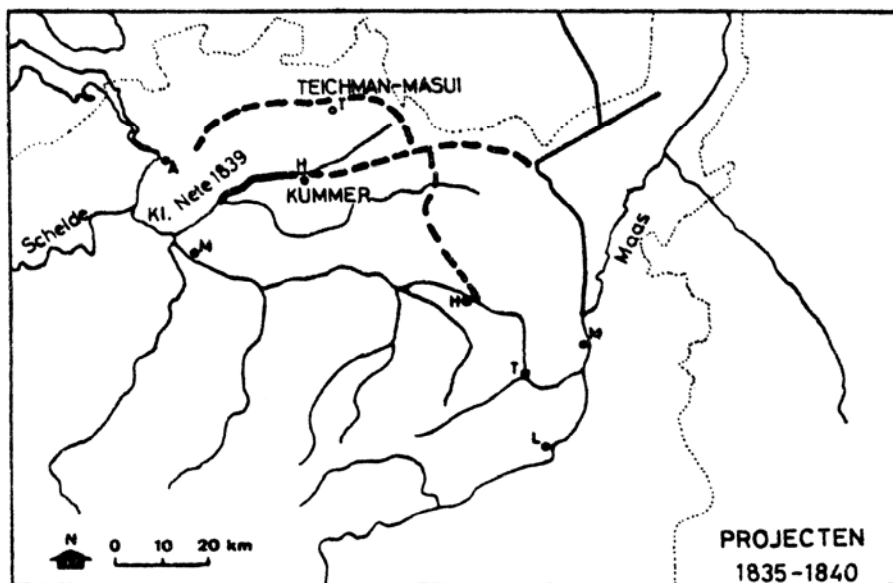 TEICHMAN-MASUI
T
A
H
Kl. Nete 1839
KUMMER
Schelde
M
Maas
H
M
T
L
N
0 10 20 km
PROJECTEN
1835-1840